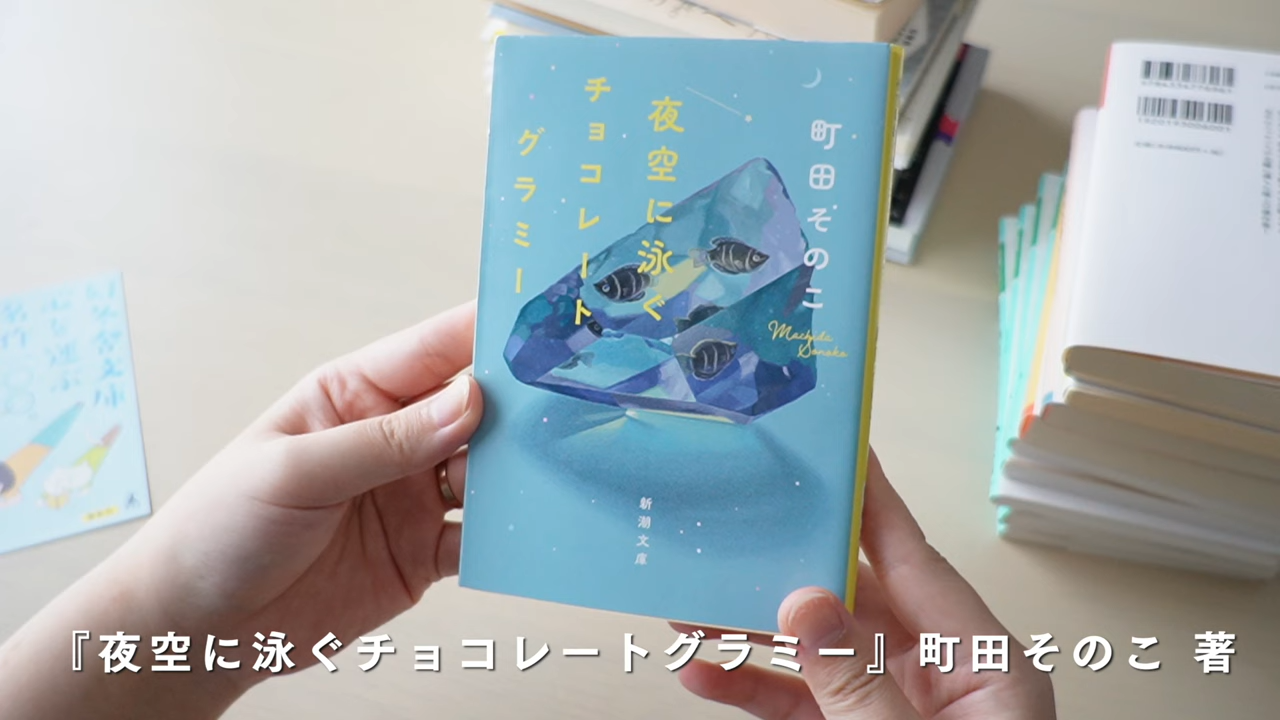 町田そのこ
Machida
Sonoko
夜空に泳ぐ
チョコレート
グラミー
新潮文庫
『夜空に泳ぐチョコレートグラミー』町田そのこ 著